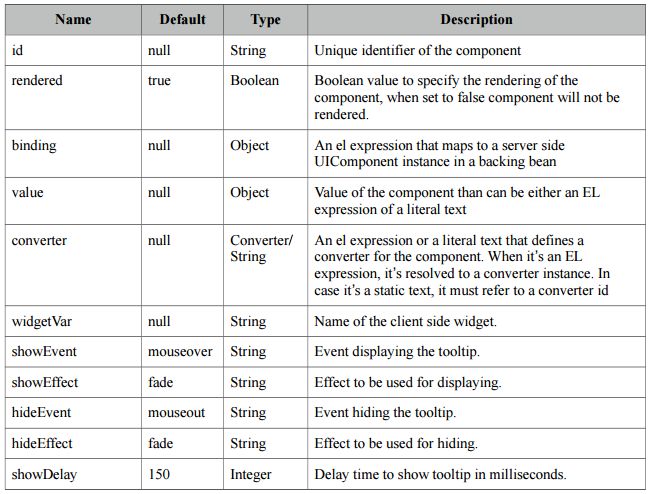 Name Default Type Description
id null String Unique identifier of the component
rendered true Boolean Boolean value to specify the rendering of the
component, when set to false component will not be
rendered.
binding null Object An el expression that maps to a server side
UIComponent instance in a backing bean
value null Object Value of the component than can be either an EL
expression of a literal text
converter null Converter/ An el expression or a literal text that defines a
String converter for the component. When it's an EL
expression, it's resolved to a converter instance. In
case it's a static text, it must refer to a converter id
widgetVar null String Name of the client side widget.
showEvent mouseover String Event displaying the tooltip.
showEffect fade String Effect to be used for displaying.
hideEvent mouseout String Event hiding the tooltip.
hideEffect fade String Effect to be used for hiding.
showDelay 150 Integer Delay time to show tooltip in milliseconds.